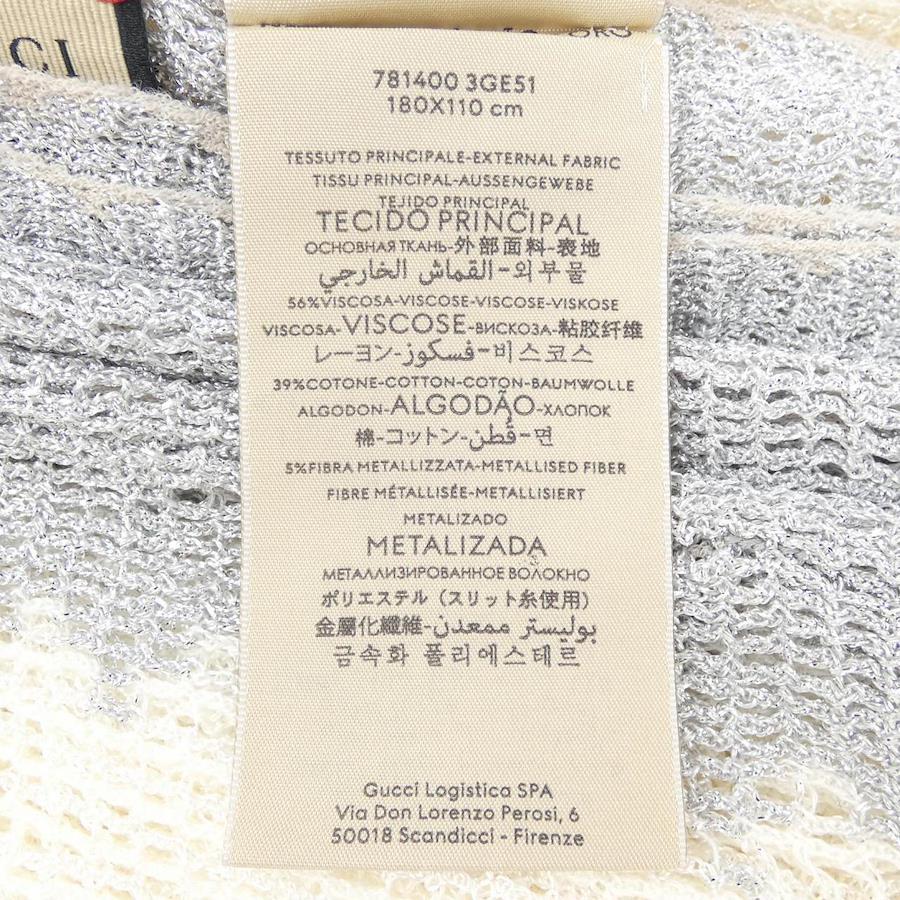 CI
781400 3GE51
180X110 cm
TESSUTO PRINCIPALE-EXTERNAL FABRIC
TISSU PRINCIPAL-AUSSENGEWEBE
TEJIDO PRINCIPAL
TECIDO PRINCIPAL
ОСНОВНАЯ ТКАНЬ-外部面料-表地
القماش الخارجي-외부물
56%VISCOSA-VISCOSE-VISCOSE-VISKOSE
VISCOSA-VISCOSE-ВИСКОЗА-粘胶纤维
レーヨン-فسكوز-비스코스
39%COTONE-COTTON-COTON-BAUMWOLLE
ALGODON-ALGODÃO-ХЛОПОК
棉-コットン-قُطن-면
5%FIBRA METALLIZZATA-METALLISED FIBER
FIBRE MÉTALLISÉE-METALLISIERT
METALIZADO
METALIZADA
МЕТАЛЛИЗИРОВАННОЕ ВОЛОКНО
ポリエステル（スリット糸使用）
金屬化纖維-بوليستر ممعدن
금속화 폴리에스테르
Gucci Logistica SPA
Via Don Lorenzo Perosi, 6
50018 Scandicci - Firenze